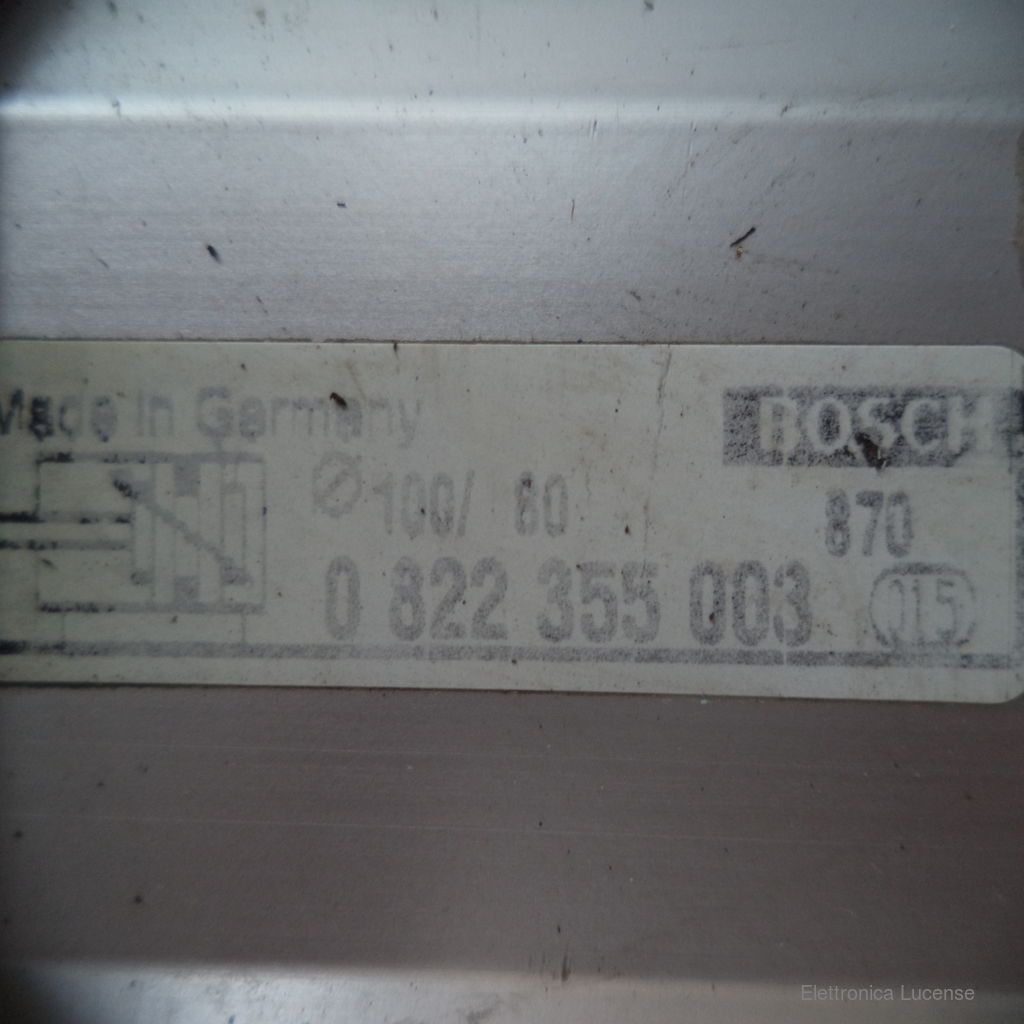 Made in Germany
BOSCH
Ø 100/ 80
870
0 822 355 003
015
Elettronica Lucense